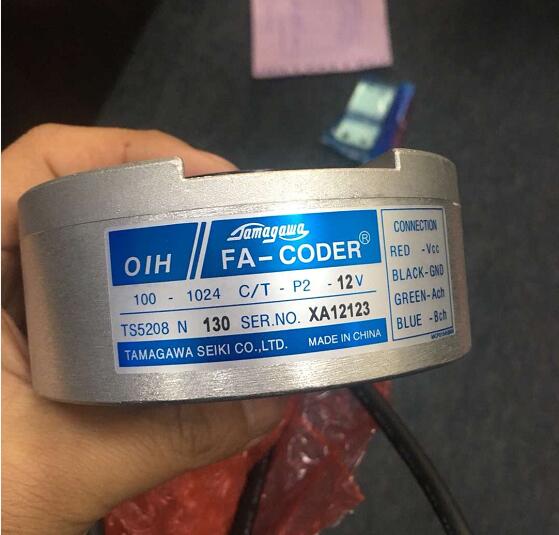 OIH
Tamagawa
FA-CODER®
100 - 1024 C/T - P2 - 12V
TS5208 N 130 SER.NO. XA12123
TAMAGAWA SEIKI CO.,LTD. MADE IN CHINA
CONNECTION
RED -Vcc
BLACK-GND
GREEN-Ach
BLUE -Bch